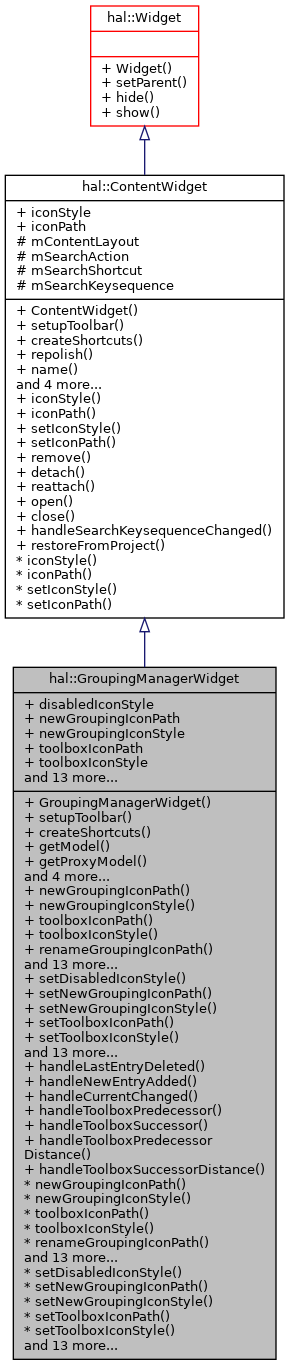 hal::Widget
+ Widget()
+ setParent()
+ hide()
+ show()
hal::ContentWidget
+ iconStyle
+ iconPath
# mContentLayout
# mSearchAction
# mSearchShortcut
# mSearchKeysequence
+ ContentWidget()
+ setupToolbar()
+ createShortcuts()
+ repolish()
+ name()
and 4 more...
+ iconStyle()
+ iconPath()
+ setIconStyle()
+ setIconPath()
+ remove()
+ detach()
+ reattach()
+ open()
+ close()
+ handleSearchKeysequenceChanged()
+ restoreFromProject()
* iconStyle()
* iconPath()
* setIconStyle()
* setIconPath()
hal::GroupingManagerWidget
+ disabledIconStyle
+ newGroupingIconPath
+ newGroupingIconStyle
+ toolboxIconPath
+ toolboxIconStyle
and 13 more...
+ GroupingManagerWidget()
+ setupToolbar()
+ createShortcuts()
+ getModel()
+ getProxyModel()
and 4 more...
+ newGroupingIconPath()
+ newGroupingIconStyle()
+ toolboxIconPath()
+ toolboxIconStyle()
+ renameGroupingIconPath()
and 13 more...
+ setDisabledIconStyle()
+ setNewGroupingIconPath()
+ setNewGroupingIconStyle()
+ setToolboxIconPath()
+ setToolboxIconStyle()
and 13 more...
+ handleLastEntryDeleted()
+ handleNewEntryAdded()
+ handleCurrentChanged()
+ handleToolboxPredecessor()
+ handleToolboxSuccessor()
+ handleToolboxPredecessor
Distance()
+ handleToolboxSuccessorDistance()
* newGroupingIconPath()
* newGroupingIconStyle()
* toolboxIconPath()
* toolboxIconStyle()
* renameGroupingIconPath()
and 13 more...
* setDisabledIconStyle()
* setNewGroupingIconPath()
* setNewGroupingIconStyle()
* setToolboxIconPath()
* setToolboxIconStyle()
and 13 more...